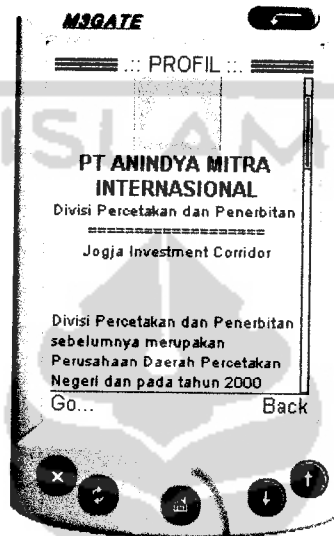 M3GATE
.:: PROFIL ::.
ISLAM
PT ANINDYA MITRA
INTERNASIONAL
Divisi Percetakan dan Penerbitan
====================
Jogja Investment Corridor
Divisi Percetakan dan Penerbitan
sebelumnya merupakan
Perusahaan Daerah Percetakan
Negeri dan pada tahun 2000
Go... Back